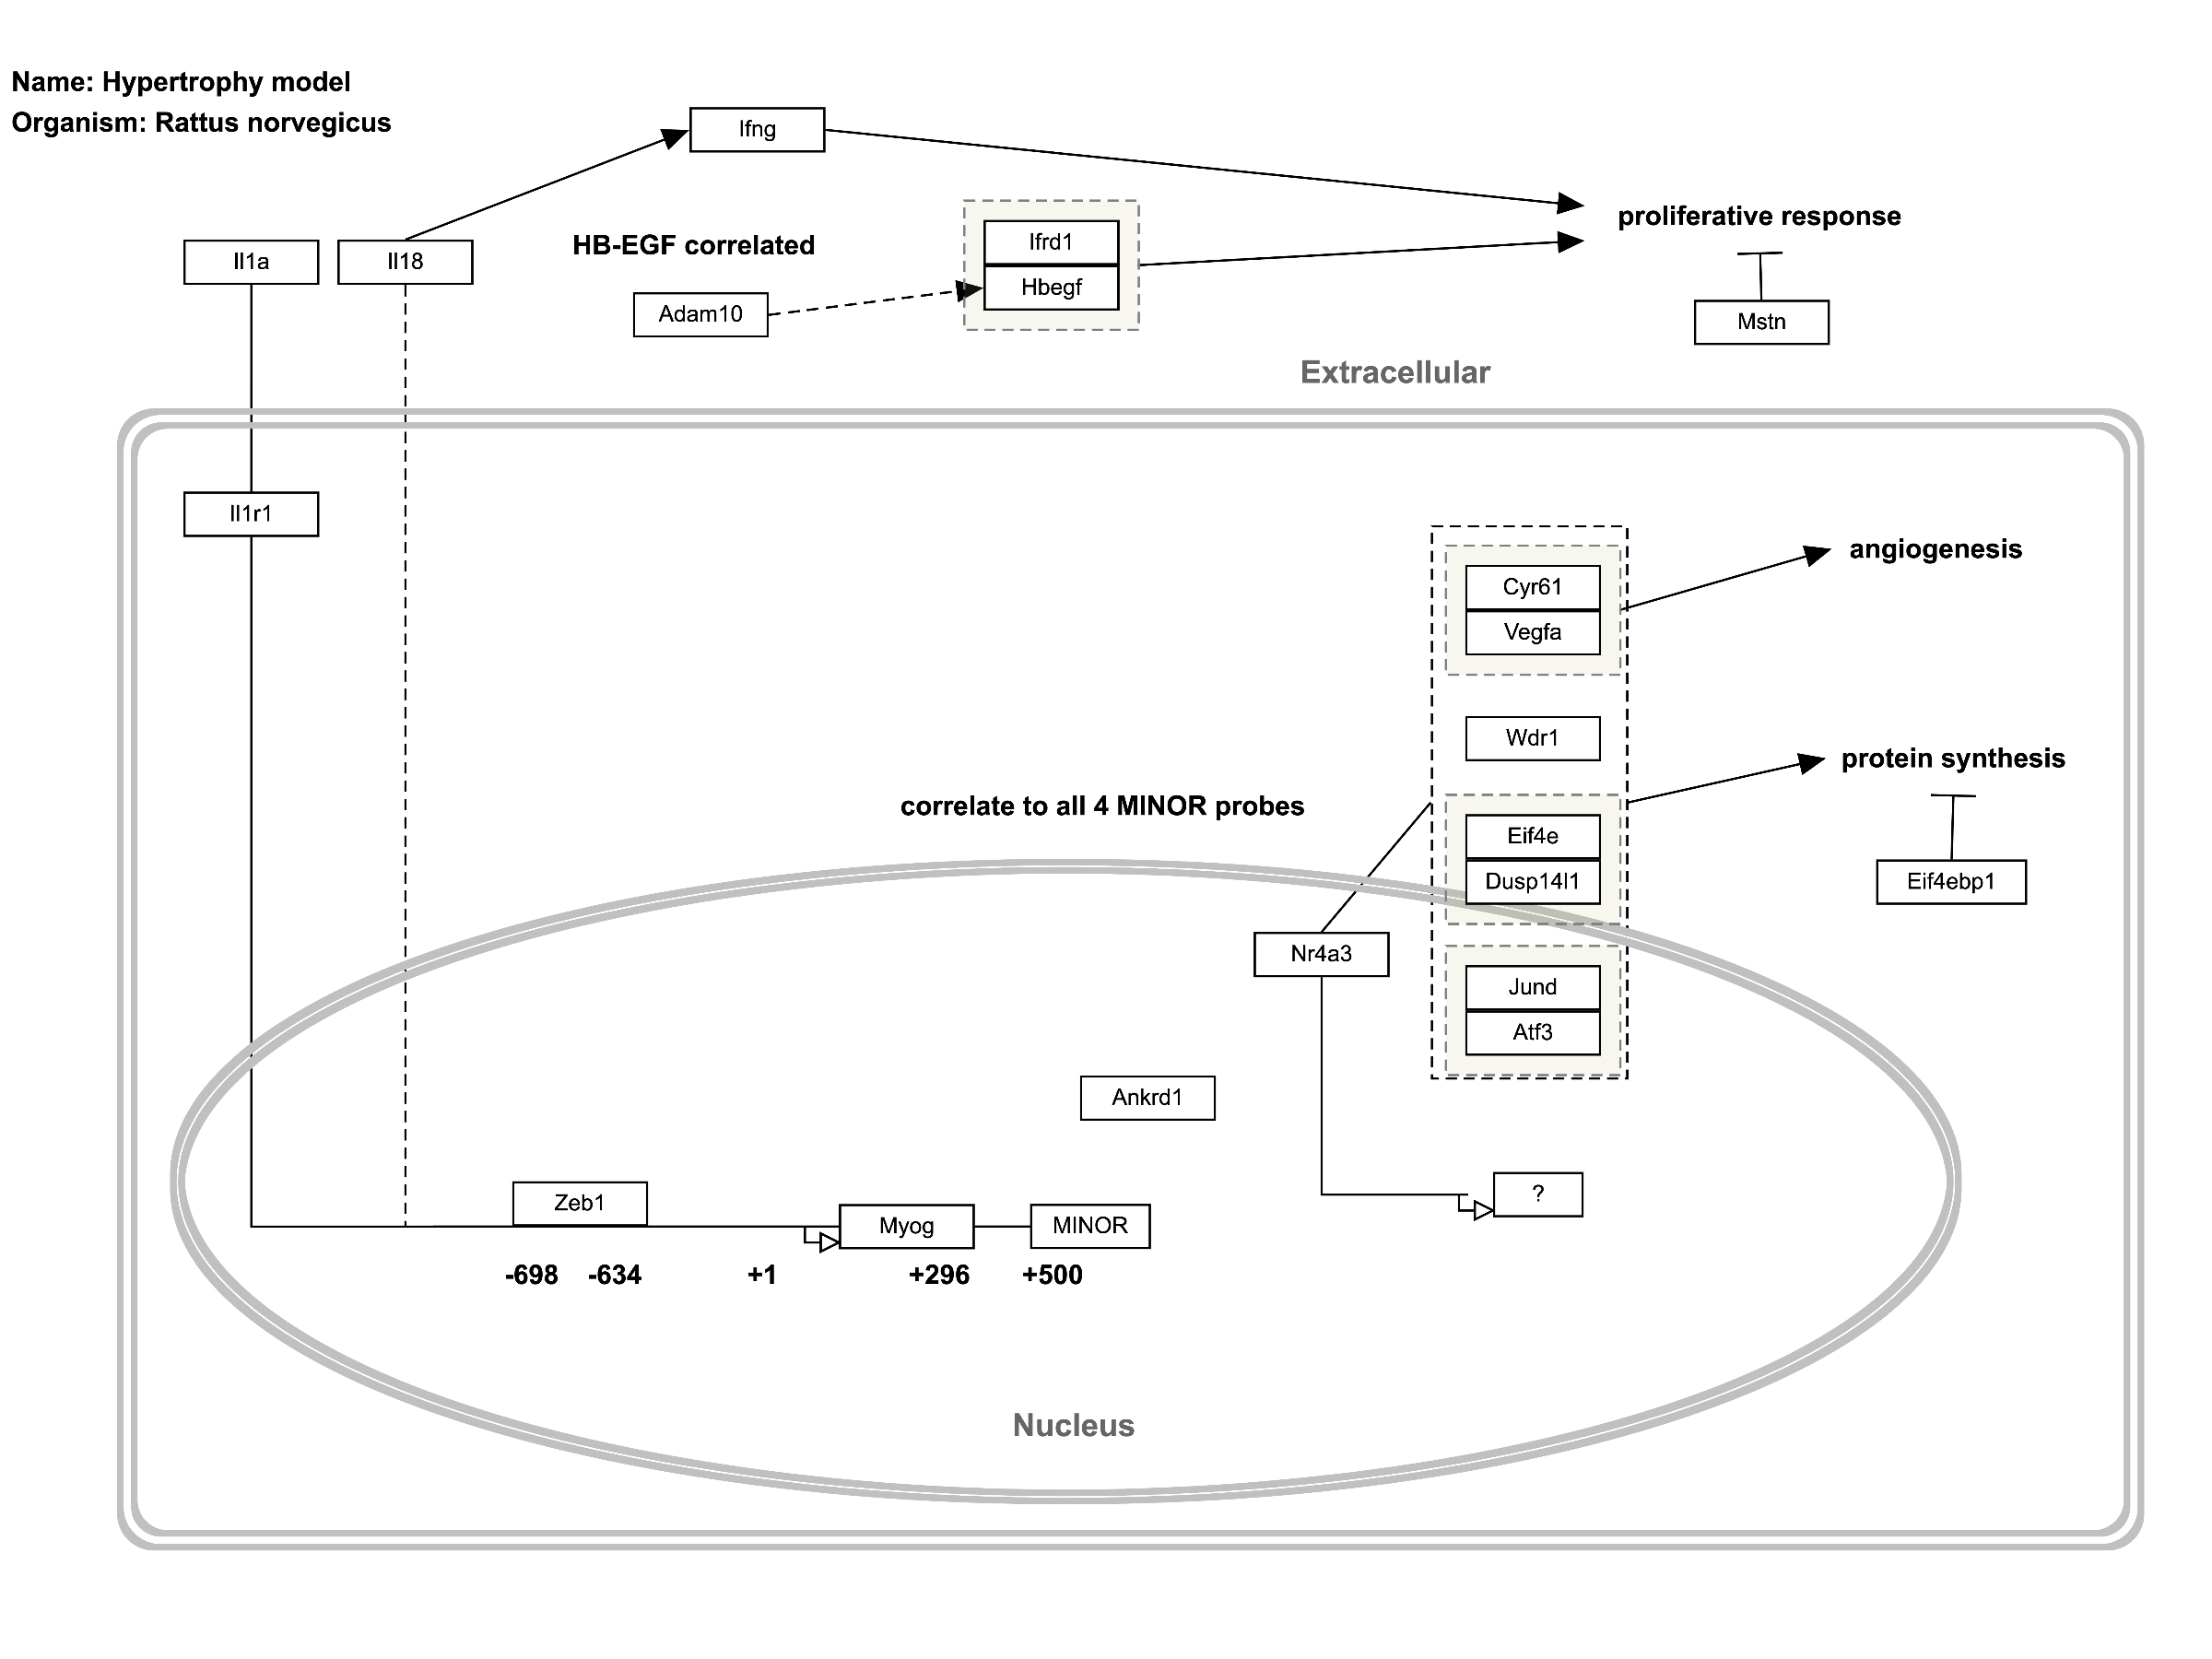 Name: Hypertrophy model
Organism: Rattus norvegicus
Ifng
proliferative response
HB-EGF correlated
Ifrd1
Hbegf
Il1a
Il18
Adam10
Mstn
Extracellular
Il1r1
angiogenesis
Cyr61
Vegfa
Wdr1
protein synthesis
correlate to all 4 MINOR probes
Eif4e
Dusp14l1
Eif4ebp1
Nr4a3
Jund
Atf3
Ankrd1
Zeb1
?
Myog
MINOR
-698 -634 +1 +296 +500
Nucleus